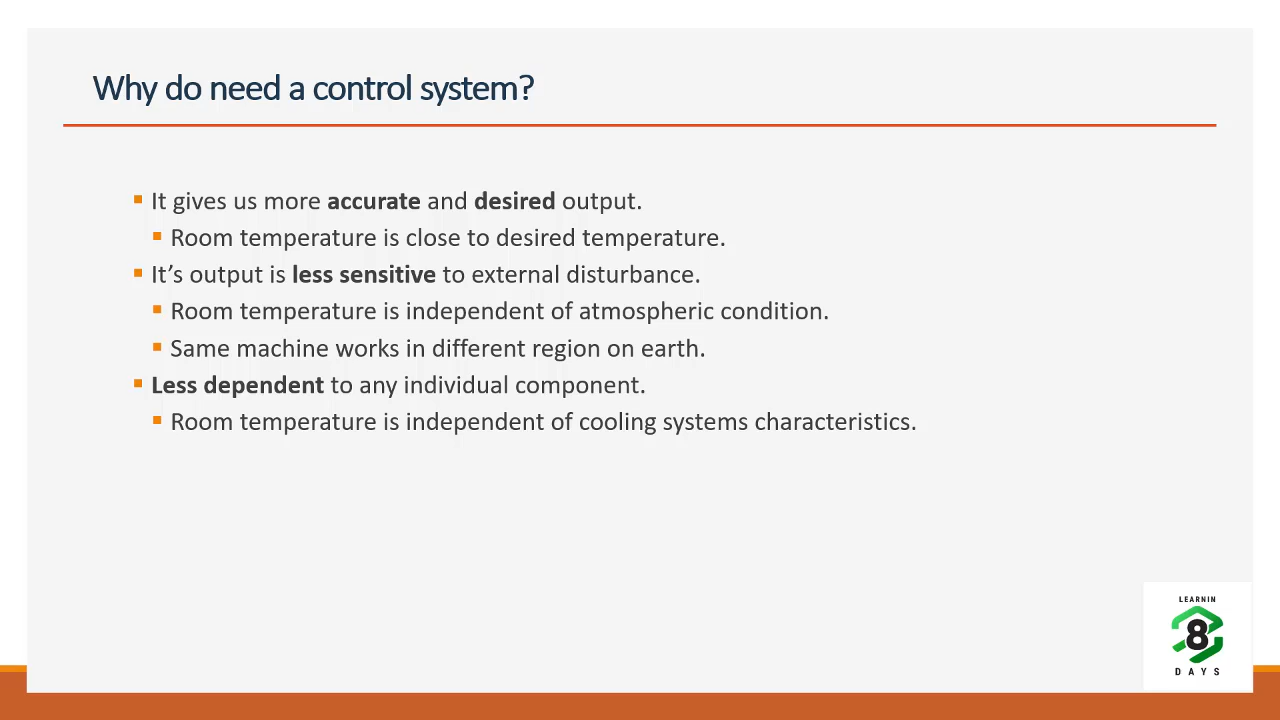 Why do need a control system?
It gives us more accurate and desired output.
Room temperature is close to desired temperature.
It’s output is less sensitive to external disturbance.
Room temperature is independent of atmospheric condition.
Same machine works in different region on earth.
Less dependent to any individual component.
Room temperature is independent of cooling systems characteristics.
LEARNIN
8
DAYS